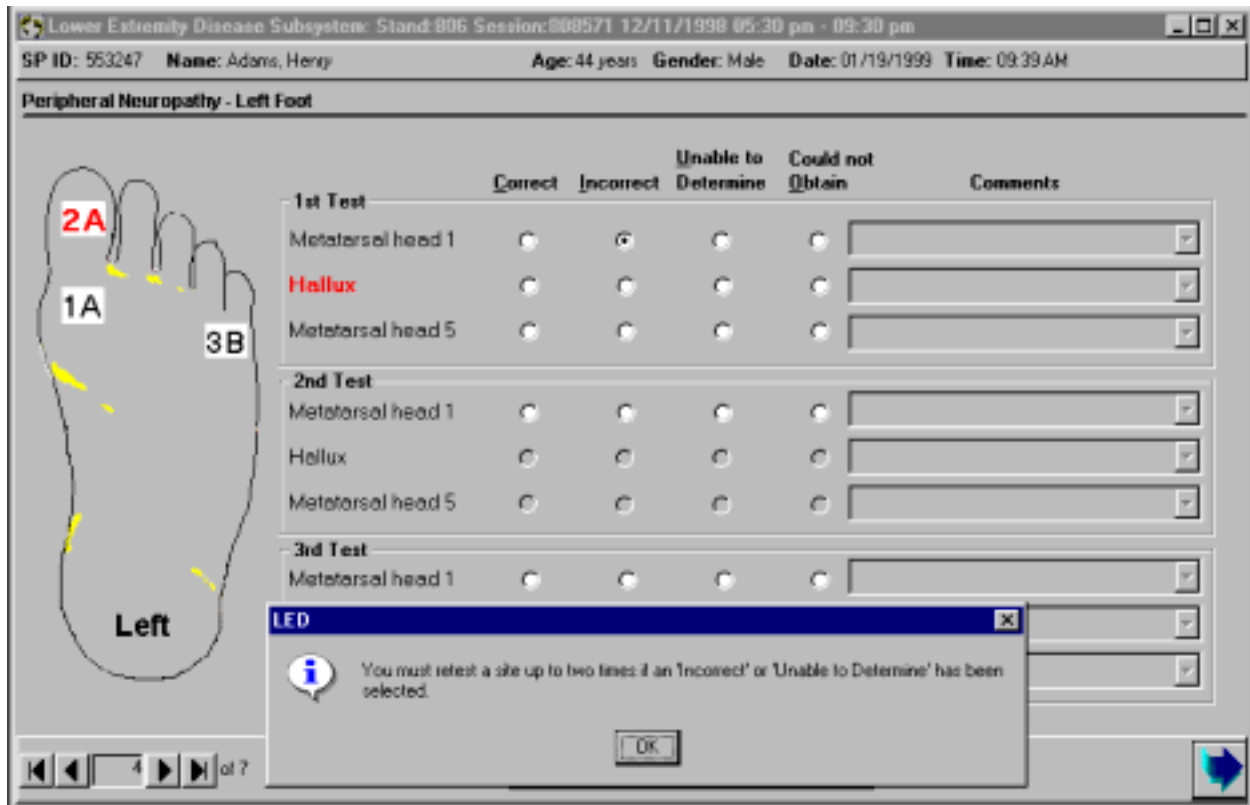 Lower Extremity Disease Subsystem: Stand:806 Session:808571 12/11/1998 05:30 pm - 09:30 pm
SP ID: 553247 Name: Adams, Henry Age: 44 years Gender: Male Date: 01/19/1999 Time: 09:39 AM
Peripheral Neuropathy - Left Foot
Unable to Could not
Correct Incorrect Determine Obtain Comments
1st Test
2A
Metatarsal head 1
Hallux
1A
Metatarsal head 5
3B
2nd Test
Metatarsal head 1
Hallux
Metatarsal head 5
3rd Test
Metatarsal head 1
Left
LED
You must retest a site up to two times if an 'Incorrect' or 'Unable to Determine' has been
selected.
OK
4 of 7